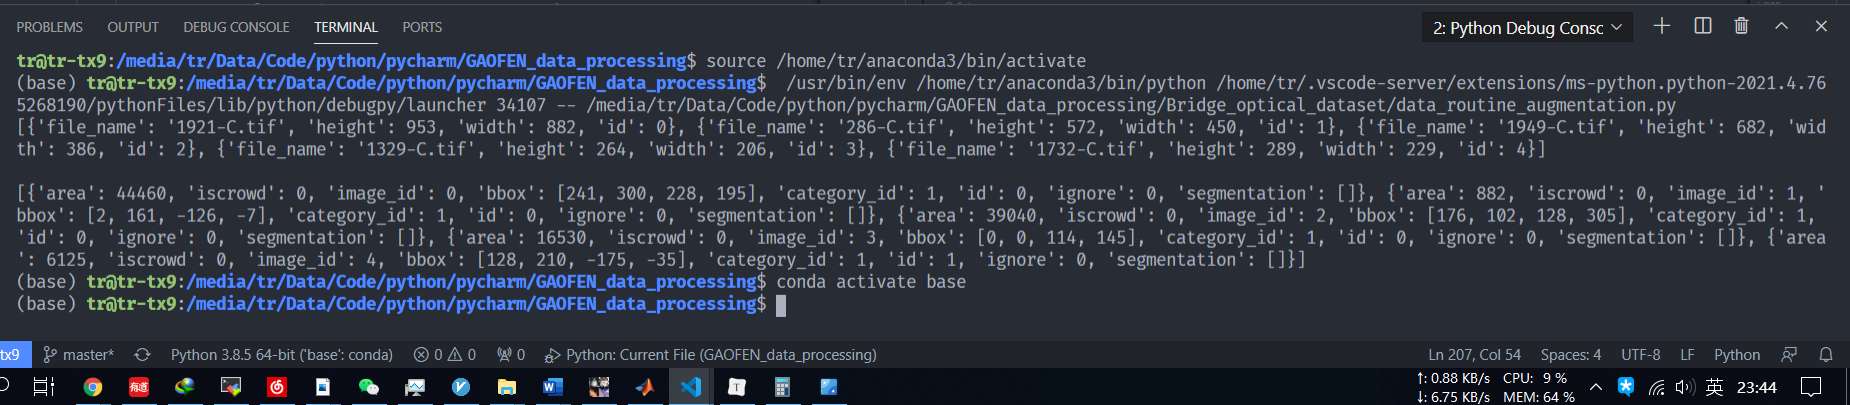 PROBLEMS OUTPUT DEBUG CONSOLE TERMINAL PORTS 2: Python Debug Consc
tr@tr-tx9:/media/tr/Data/Code/python/pycharm/GAOFEN_data_processing$ source /home/tr/anaconda3/bin/activate
(base) tr@tr-tx9:/media/tr/Data/Code/python/pycharm/GAOFEN_data_processing$  /usr/bin/env /home/tr/anaconda3/bin/python /home/tr/.vscode-server/extensions/ms-python.python-2021.4.76
5268190/pythonFiles/lib/python/debugpy/launcher 34107 -- /media/tr/Data/Code/python/pycharm/GAOFEN_data_processing/Bridge_optical_dataset/data_routine_augmentation.py
[{'file_name': '1921-C.tif', 'height': 953, 'width': 882, 'id': 0}, {'file_name': '286-C.tif', 'height': 572, 'width': 450, 'id': 1}, {'file_name': '1949-C.tif', 'height': 682, 'wid
th': 386, 'id': 2}, {'file_name': '1329-C.tif', 'height': 264, 'width': 206, 'id': 3}, {'file_name': '1732-C.tif', 'height': 289, 'width': 229, 'id': 4}]
[{'area': 44460, 'iscrowd': 0, 'image_id': 0, 'bbox': [241, 300, 228, 195], 'category_id': 1, 'id': 0, 'ignore': 0, 'segmentation': []}, {'area': 882, 'iscrowd': 0, 'image_id': 1, '
bbox': [2, 161, -126, -7], 'category_id': 1, 'id': 0, 'ignore': 0, 'segmentation': []}, {'area': 39040, 'iscrowd': 0, 'image_id': 2, 'bbox': [176, 102, 128, 305], 'category_id': 1,
'id': 0, 'ignore': 0, 'segmentation': []}, {'area': 16530, 'iscrowd': 0, 'image_id': 3, 'bbox': [0, 0, 114, 145], 'category_id': 1, 'id': 0, 'ignore': 0, 'segmentation': []}, {'area
': 6125, 'iscrowd': 0, 'image_id': 4, 'bbox': [128, 210, -175, -35], 'category_id': 1, 'id': 1, 'ignore': 0, 'segmentation': []}]
(base) tr@tr-tx9:/media/tr/Data/Code/python/pycharm/GAOFEN_data_processing$ conda activate base
(base) tr@tr-tx9:/media/tr/Data/Code/python/pycharm/GAOFEN_data_processing$
tx9 master* Python 3.8.5 64-bit ('base': conda) 0 0 0 Python: Current File (GAOFEN_data_processing) Ln 207, Col 54 Spaces: 4 UTF-8 LF Python
有道 W T ↑: 0.88 KB/s CPU: 9 % 英 23:44
↓: 6.75 KB/s MEM: 64 %